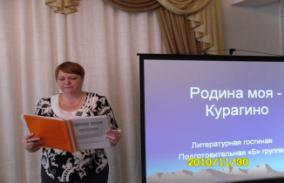 Родина моя -
Курагино
Литературная гостиная
Подготовительная «Б» группа
2010/11/30